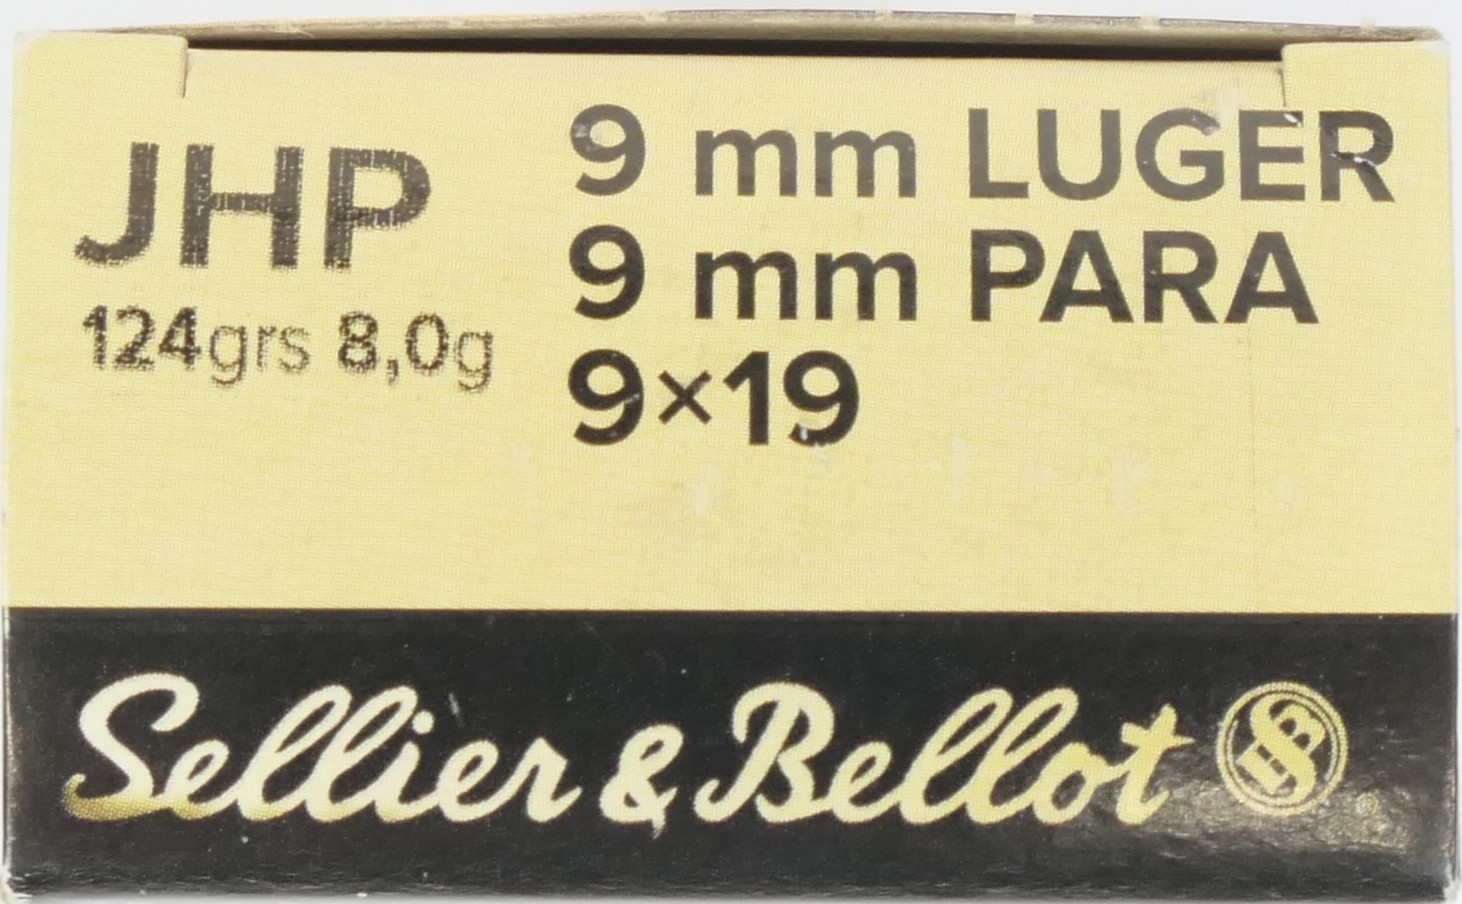 JHP
124grs 8,0g
9 mm LUGER
9 mm PARA
9×19
Sellier & Bellot